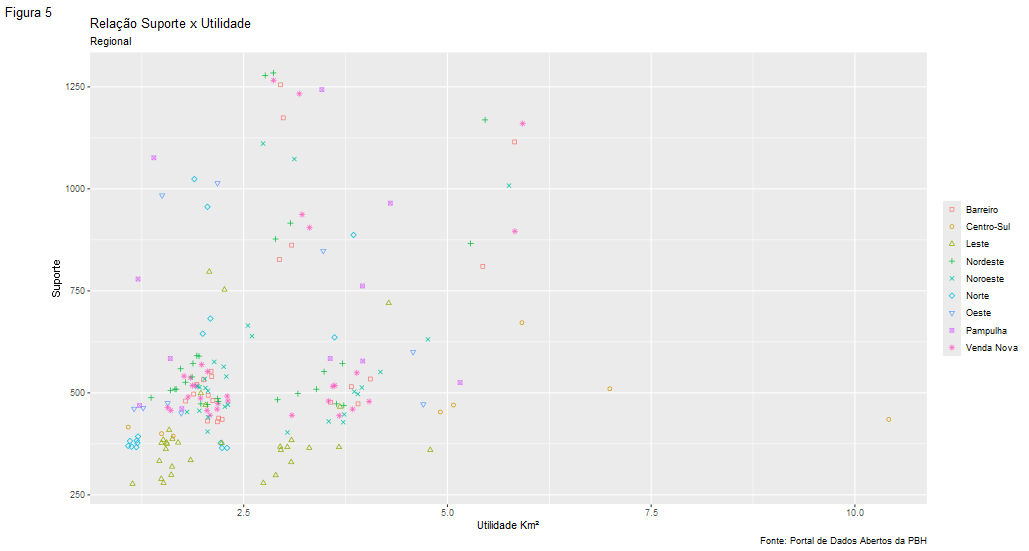 Figura 5
Relação Suporte x Utilidade
Regional
1250
1000
750
500
250
Suporte
2.5
5.0
7.5
10.0
Utilidade Km²
Barreiro
Centro-Sul
Leste
Nordeste
Noroeste
Norte
Oeste
Pampulha
Venda Nova
Fonte: Portal de Dados Abertos da PBH